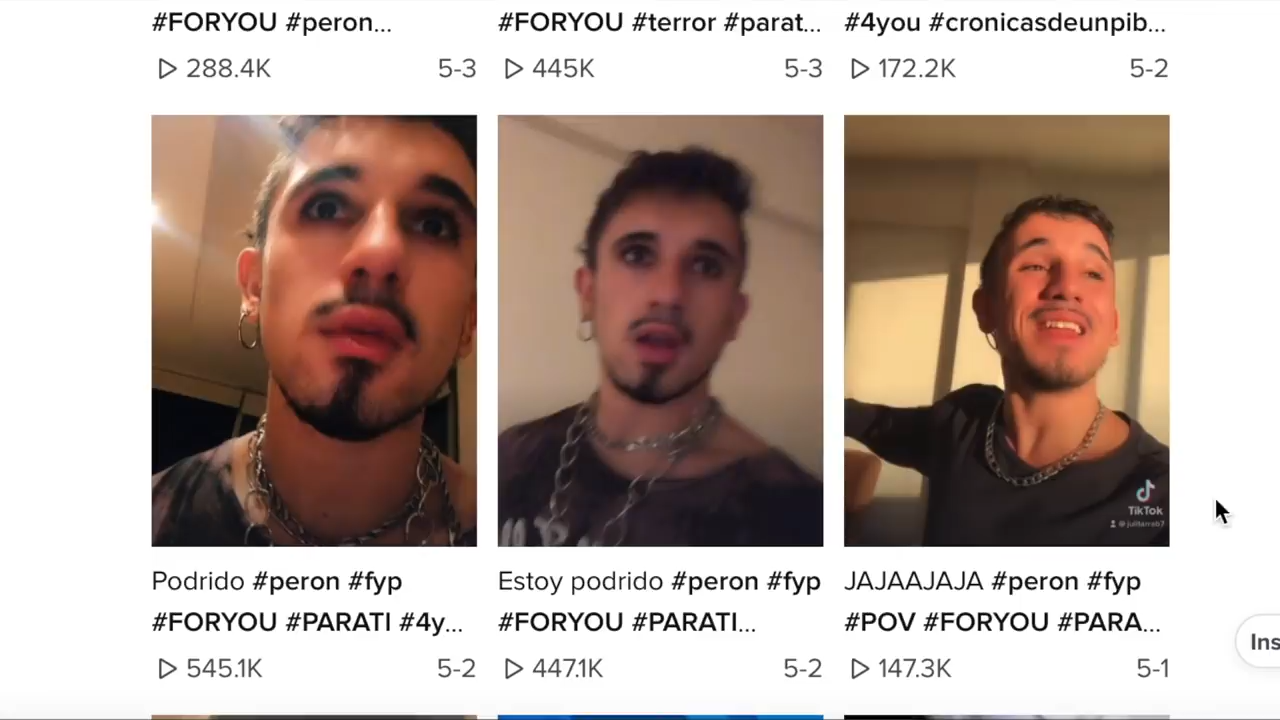 #FORYOU #peron...
#FORYOU #terror #parat...
#4you #cronicasdeunpib...
288.4K 5-3
445K 5-3
172.2K 5-2
TikTok
@julitarrab7
Podrido #peron #fyp
#FORYOU #PARATI #4y...
545.1K 5-2
Estoy podrido #peron #fyp
#FORYOU #PARATI...
447.1K 5-2
JAJAAJAJA #peron #fyp
#POV #FORYOU #PARA...
147.3K 5-1
Ins